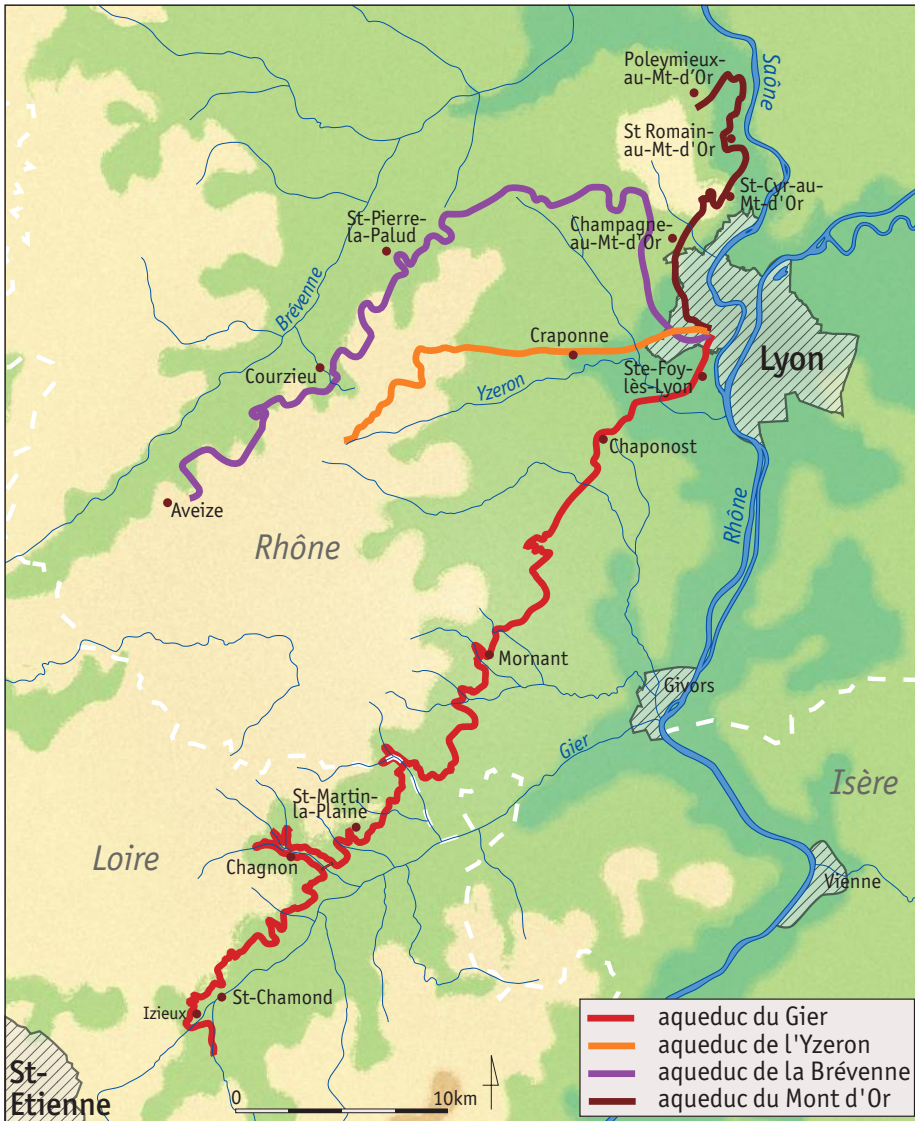 Poleymieux-
au-Mt-d'Or
Saône
St Romain-
au-Mt-d'Or
St-Cyr-au-
Mt-d'Or
St-Pierre-
la-Palud
Champagne-
au-Mt-d'Or
Brévenne
Craponne
Lyon
Courzieu
Ste-Foy-
lès-Lyon
Yzeron
Chaponost
Aveize
Rhône
Rhône
Mornant
Givors
Gier
Isère
St-Martin-
la-Plaine
Loire
Chagnon
Vienne
St-Chamond
Izieux
St-
Etienne
0 10km
aqueduc du Gier
aqueduc de l'Yzeron
aqueduc de la Brévenne
aqueduc du Mont d'Or